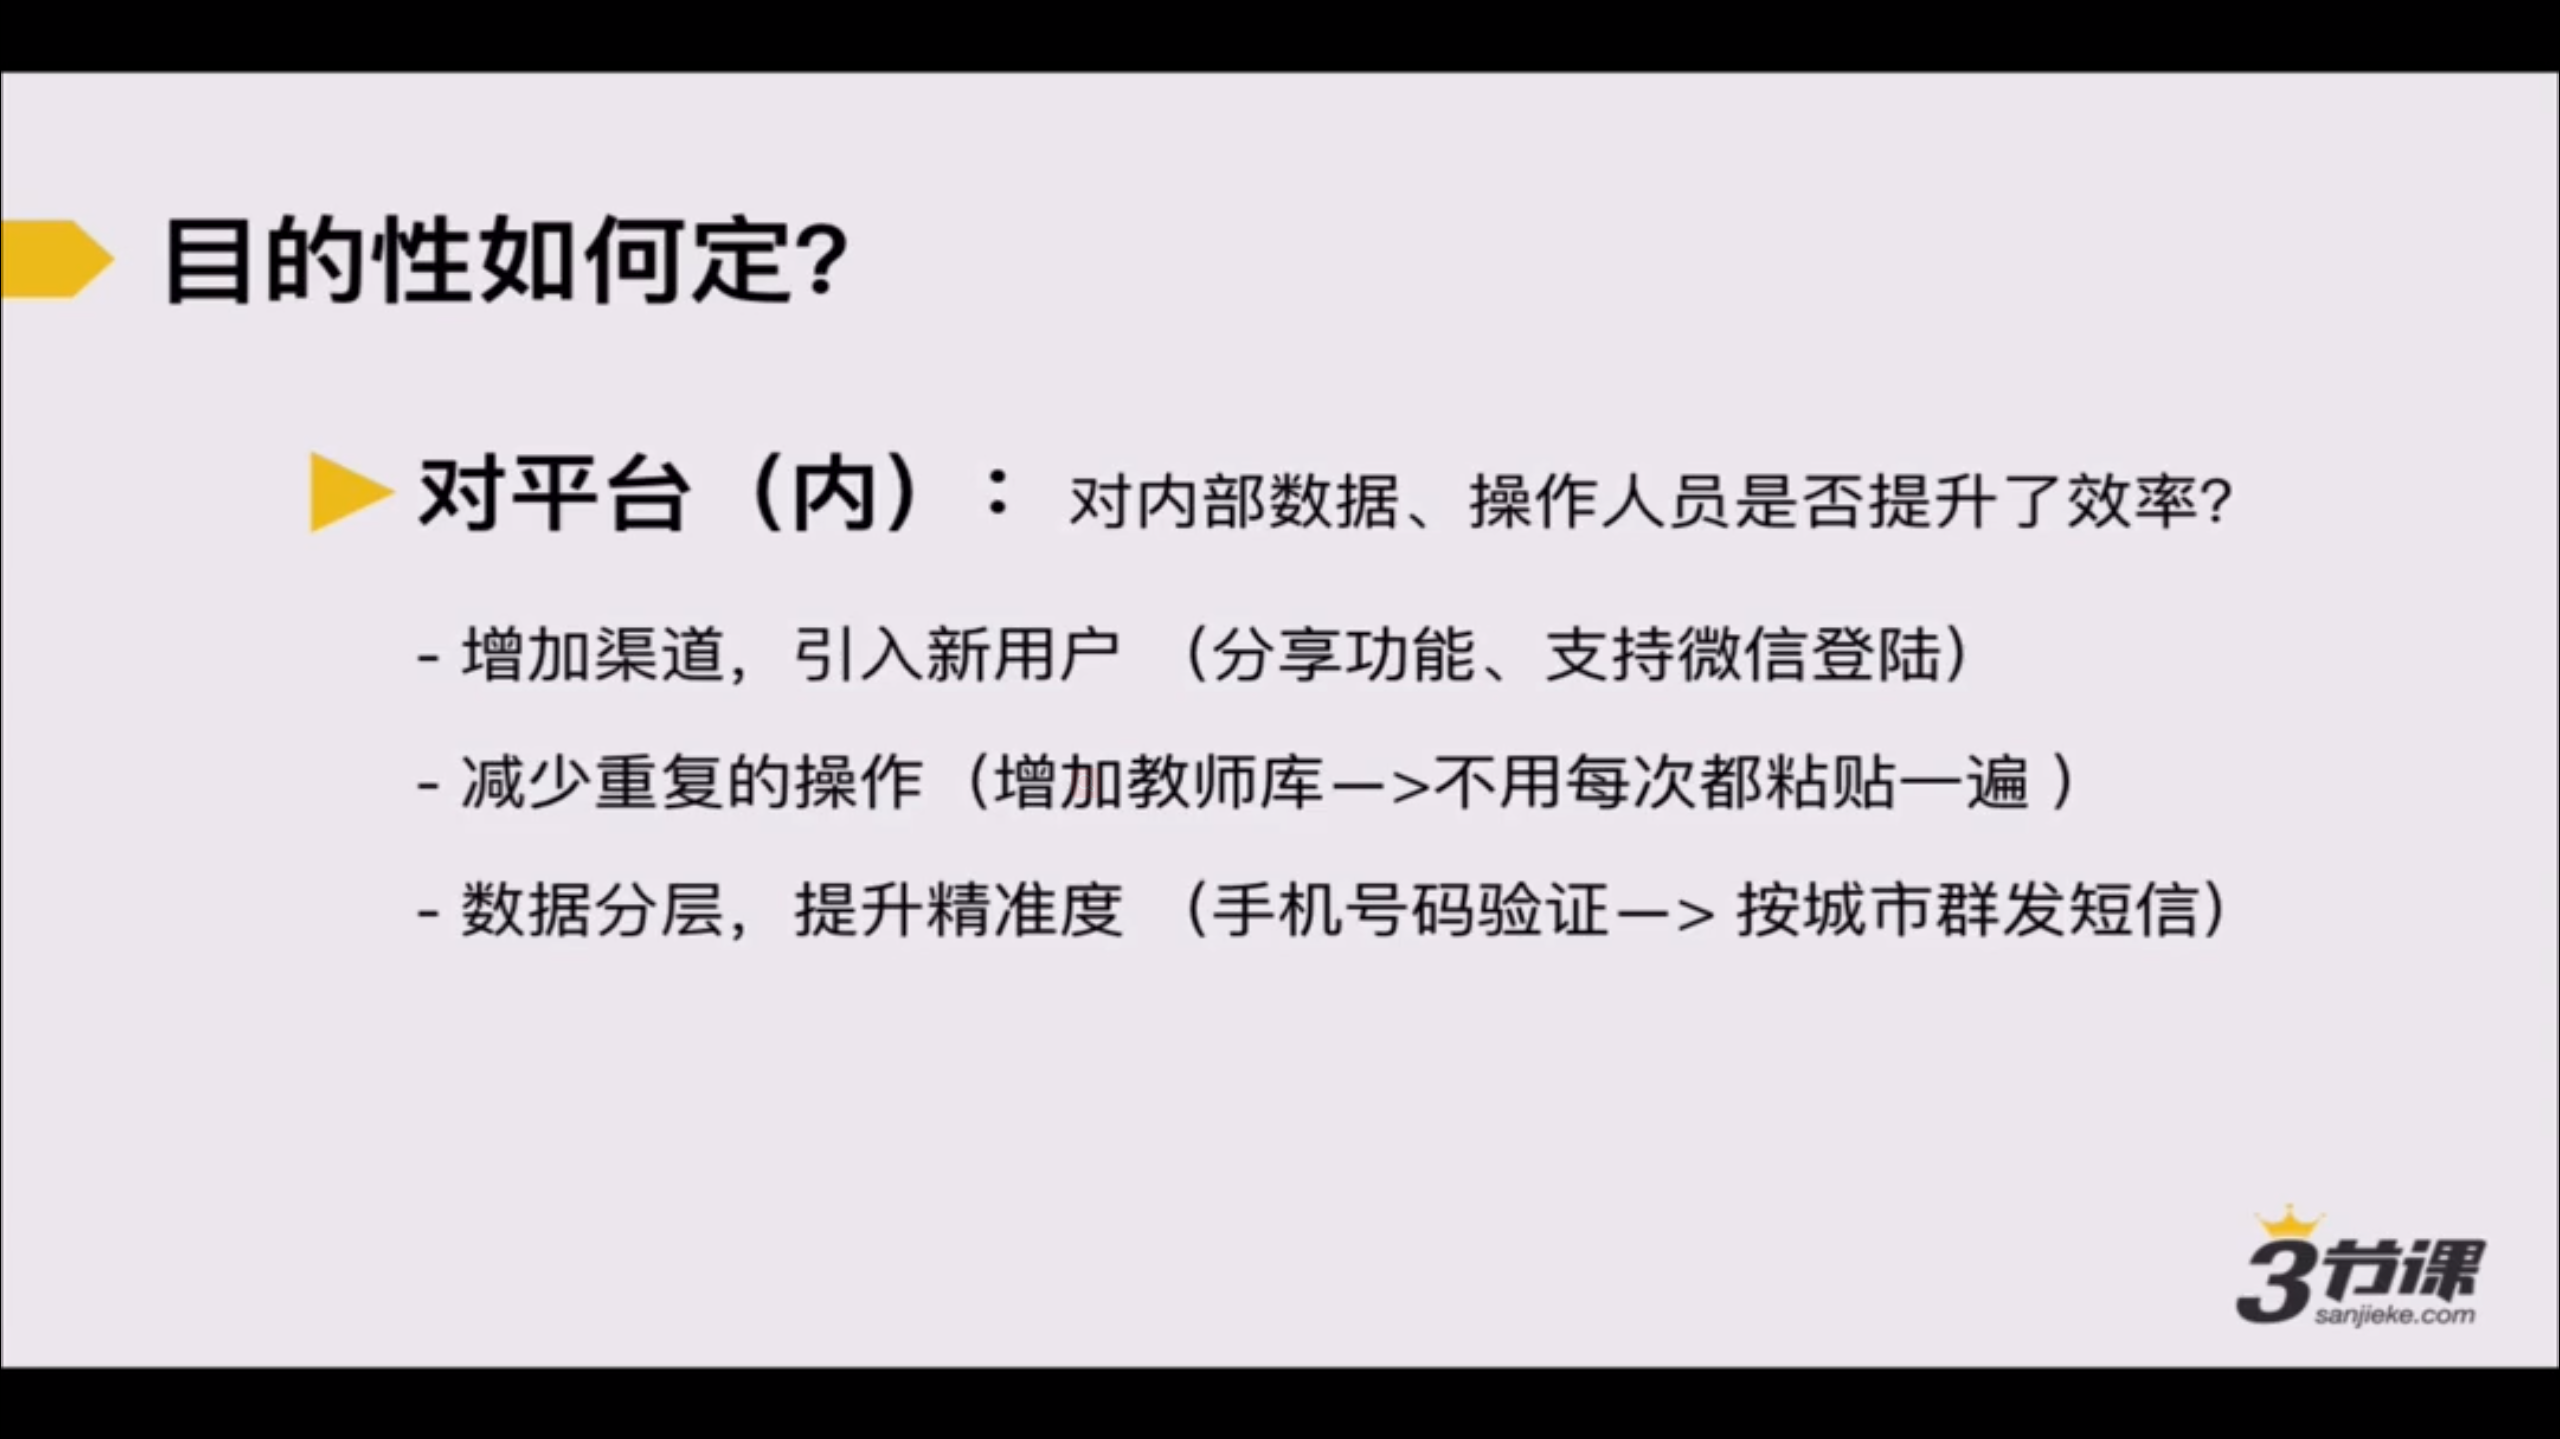 目的性如何定?
对平台（内）： 对内部数据、操作人员是否提升了效率?
- 增加渠道，引入新用户 （分享功能、支持微信登陆）
- 减少重复的操作（增加教师库—>不用每次都粘贴一遍 ）
- 数据分层，提升精准度 （手机号码验证—> 按城市群发短信）
3节课
sanjieke.com